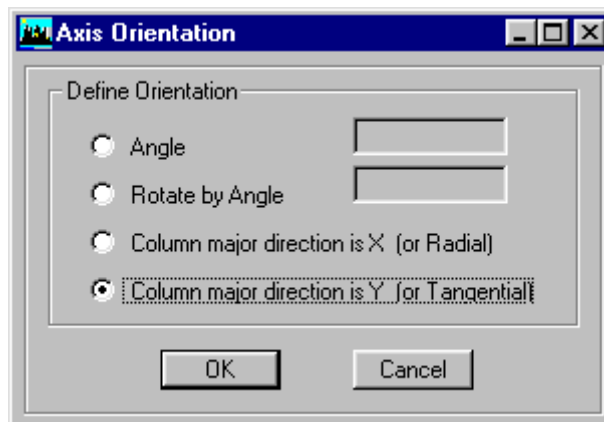 Axis Orientation
Define Orientation
Angle
Rotate by Angle
Column major direction is X (or Radial)
Column major direction is Y (or Tangential)
OK Cancel